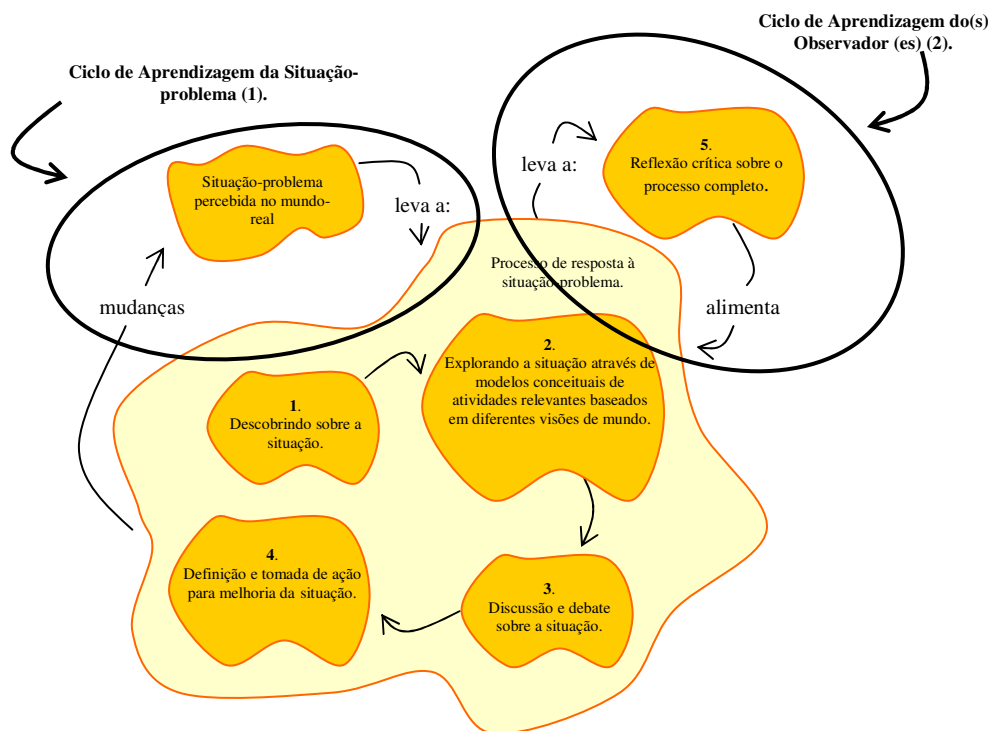 Ciclo de Aprendizagem do(s)
Observador (es) (2).
Ciclo de Aprendizagem da Situação-
problema (1).
Situação-problema
percebida no mundo-
real
leva a:
leva a:
5.
Reflexão crítica sobre o
processo completo.
Processo de resposta à
situação-problema.
mudanças
alimenta
1.
Descobrindo sobre a
situação.
2.
Explorando a situação através de
modelos conceituais de
atividades relevantes baseados
em diferentes visões de mundo.
4.
Definição e tomada de ação
para melhoria da situação.
3.
Discussão e debate
sobre a situação.